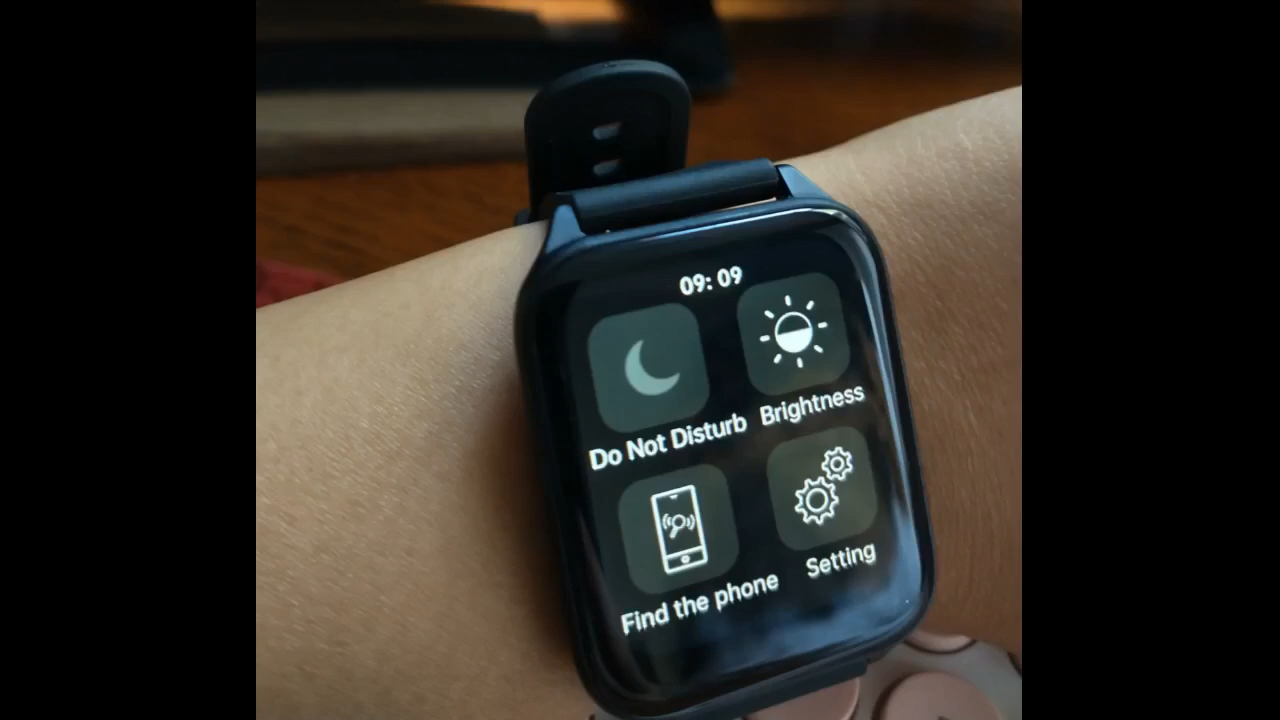 09: 09
Do Not Disturb
Brightness
Find the phone
Setting